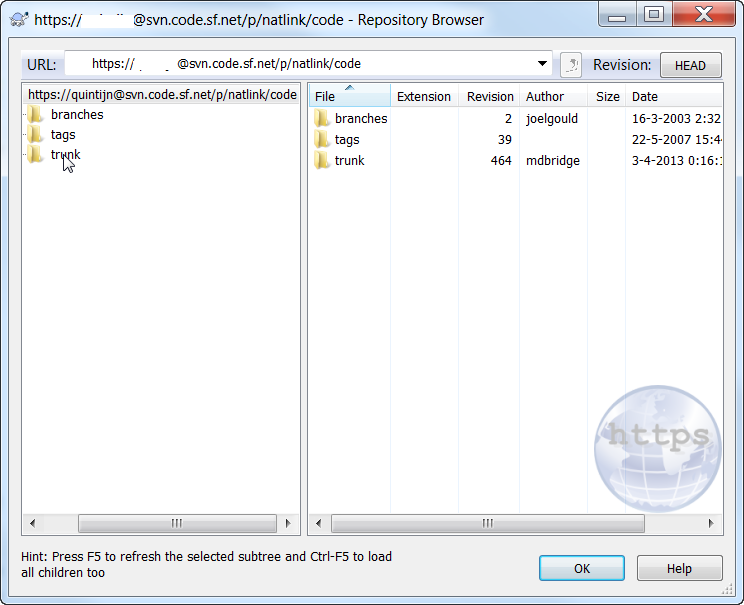 https:// @svn.code.sf.net/p/natlink/code - Repository Browser
URL: https:// @svn.code.sf.net/p/natlink/code Revision: HEAD
https://quintijn@svn.code.sf.net/p/natlink/code
branches
tags
trunk
File Extension Revision Author Size Date
branches 2 joelgould 16-3-2003 2:32
tags 39 22-5-2007 15:4
trunk 464 mdbridge 3-4-2013 0:16:
https
Hint: Press F5 to refresh the selected subtree and Ctrl-F5 to load
all children too
OK Help